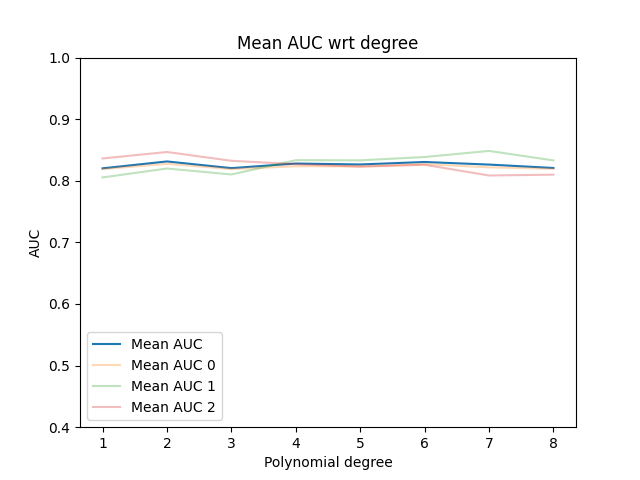 Mean AUC wrt degree
1.0
0.9
0.8
0.7
0.6
0.5
0.4
AUC
Mean AUC
Mean AUC 0
Mean AUC 1
Mean AUC 2
1 2 3 4 5 6 7 8
Polynomial degree